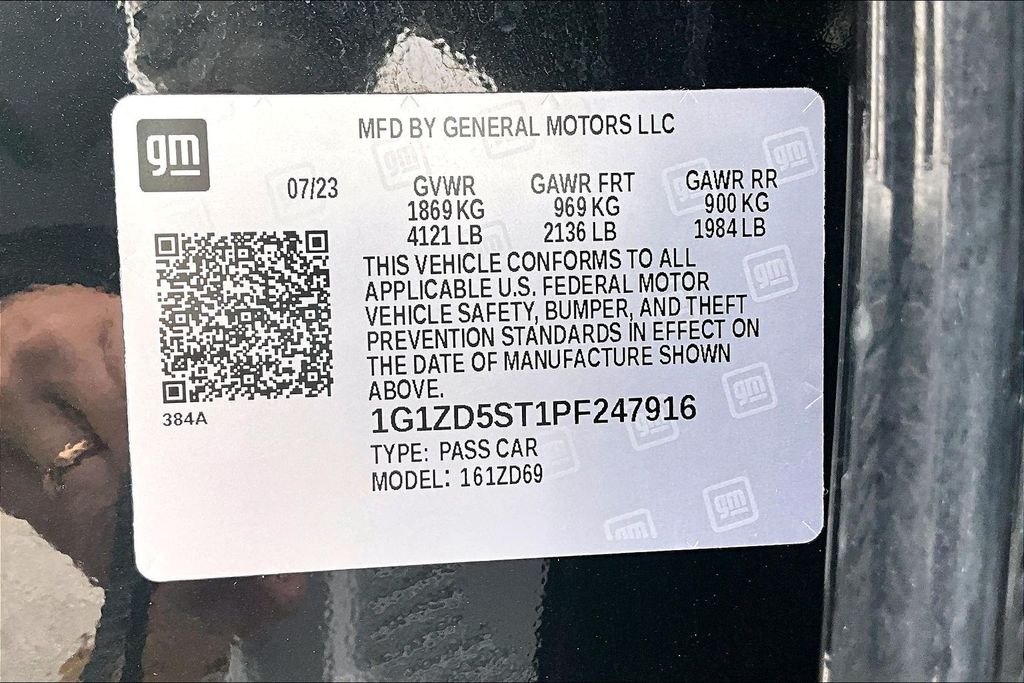 gm
MFD BY GENERAL MOTORS LLC
07/23 GVWR GAWR FRT GAWR RR
1869 KG 969 KG 900 KG
4121 LB 2136 LB 1984 LB
THIS VEHICLE CONFORMS TO ALL
APPLICABLE U.S. FEDERAL MOTOR
VEHICLE SAFETY, BUMPER, AND THEFT
PREVENTION STANDARDS IN EFFECT ON
THE DATE OF MANUFACTURE SHOWN
ABOVE.
384A
1G1ZD5ST1PF247916
TYPE: PASS CAR
MODEL: 161ZD69